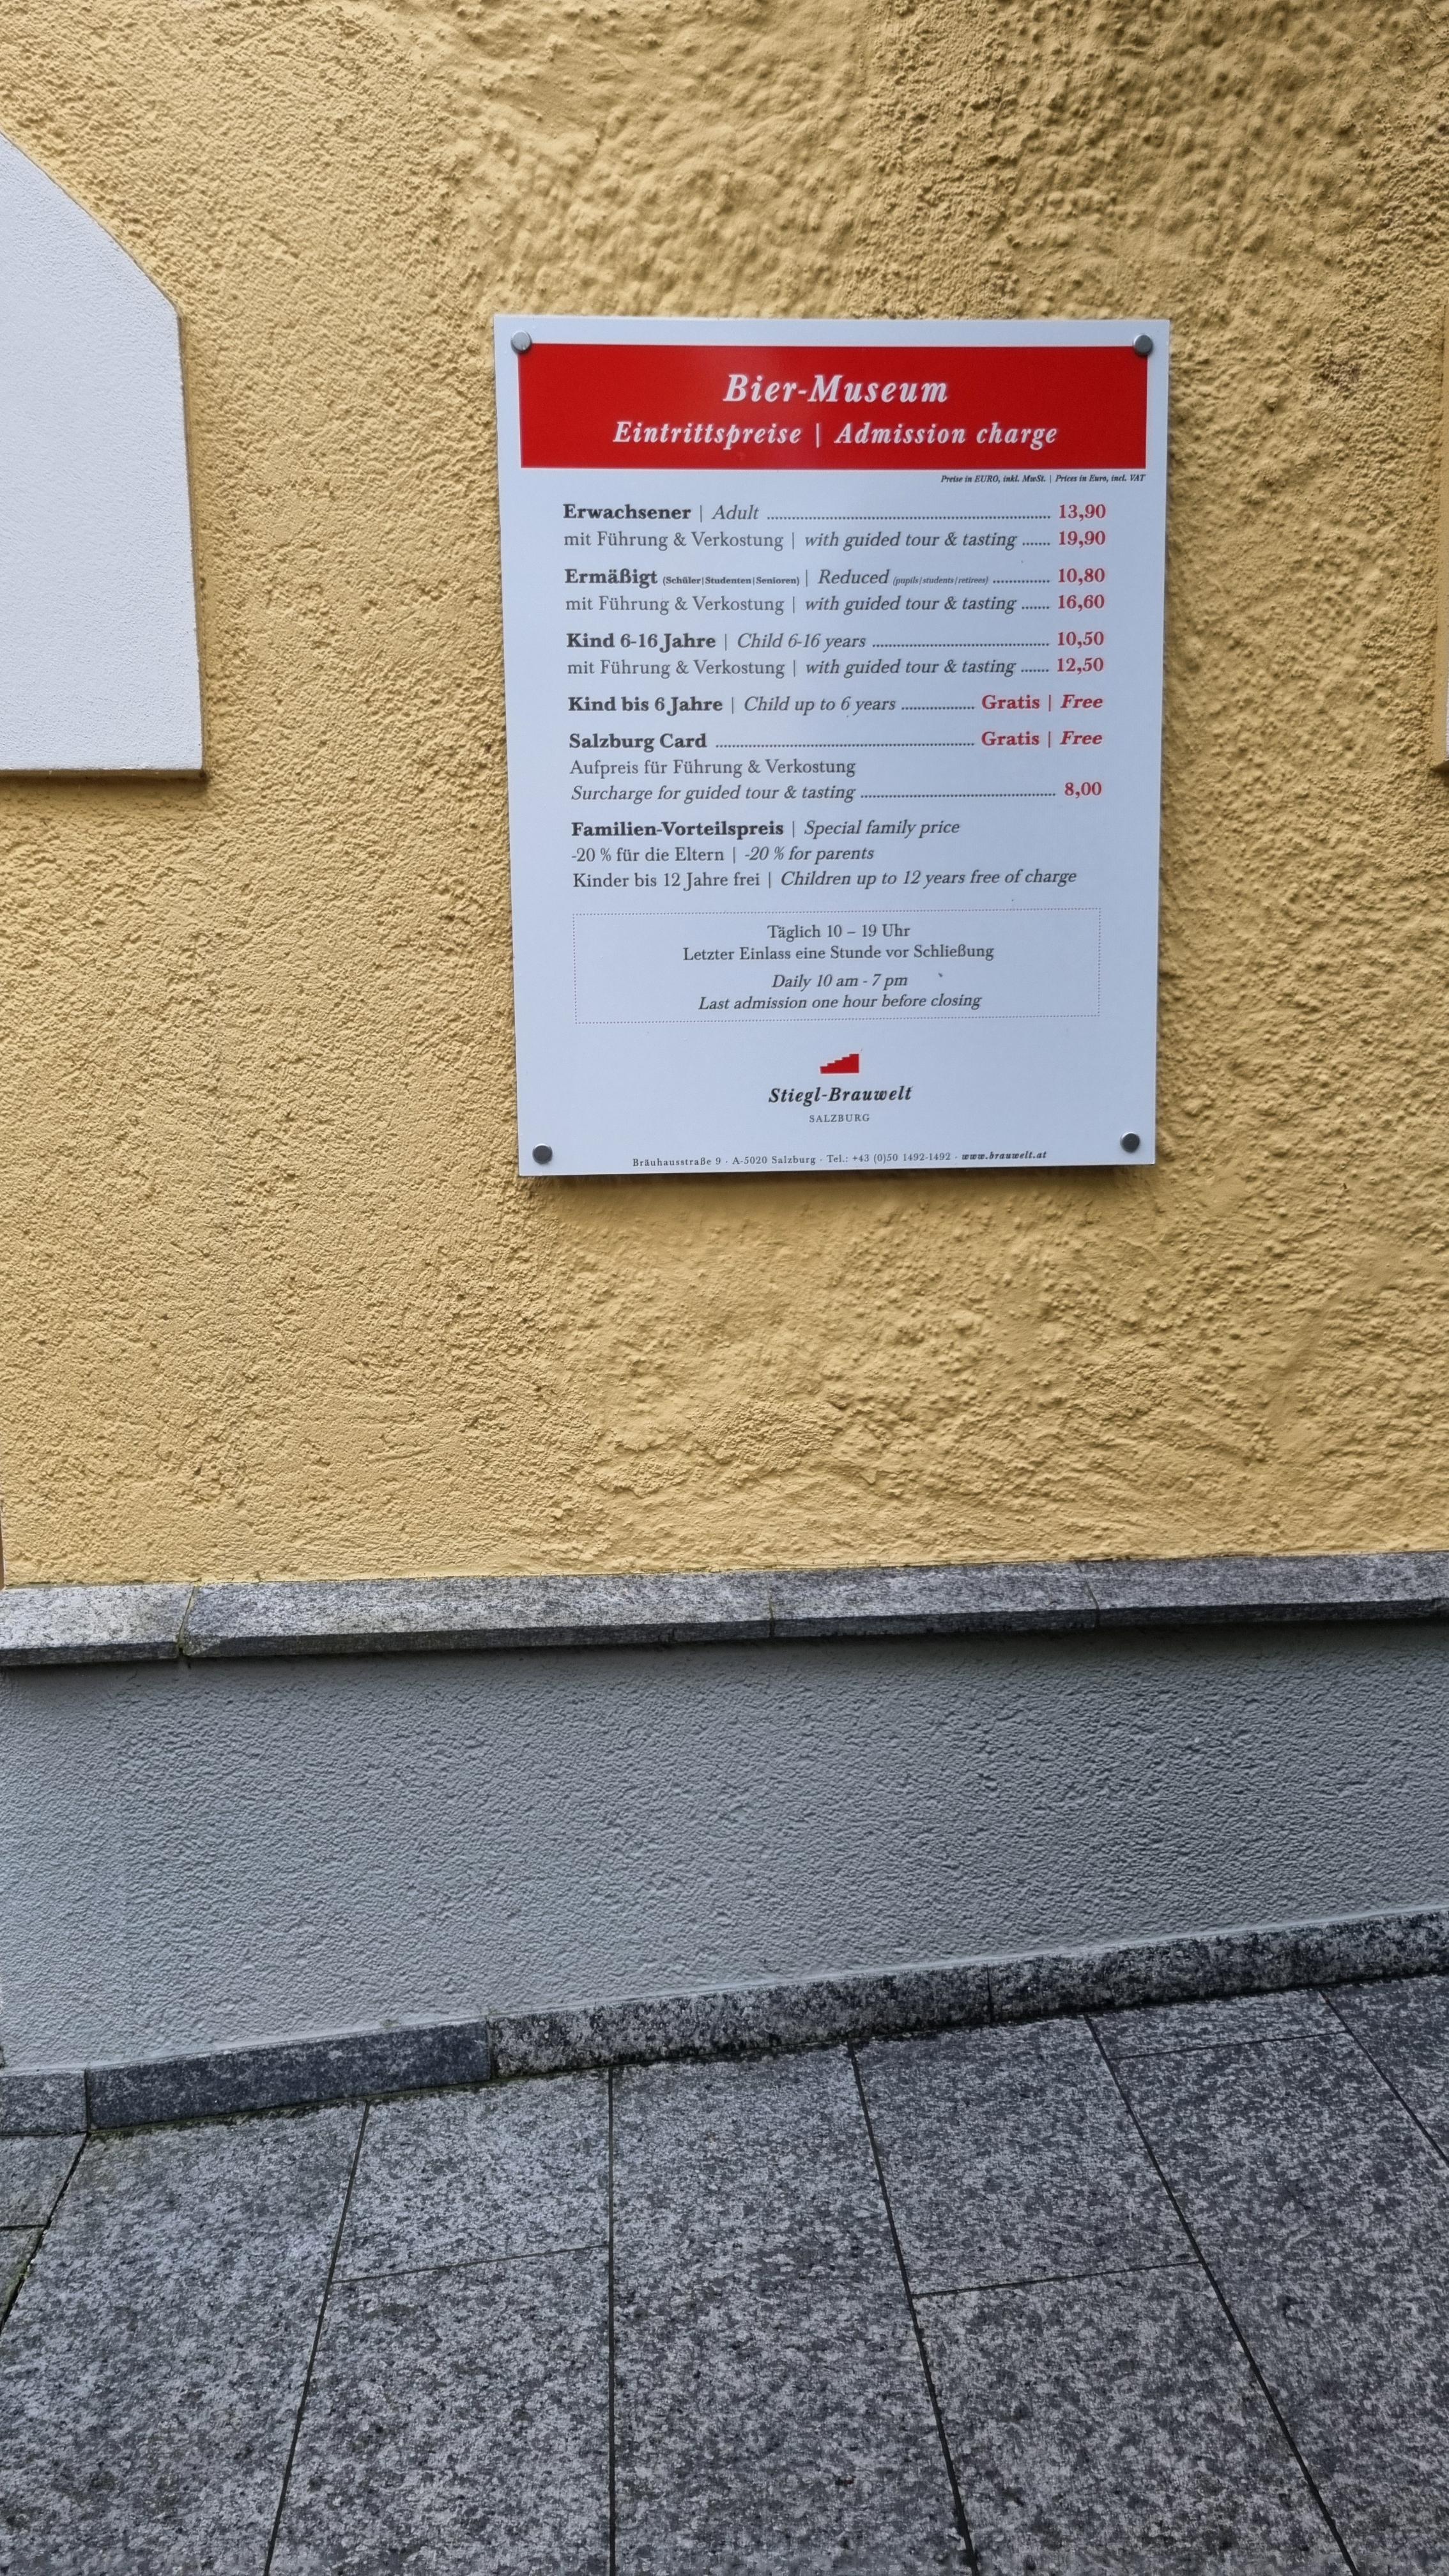 Bier-Museum
Eintrittspreise | Admission charge
Preise in EURO, inkl. MwSt. | Prices in Euro, incl. VAT
Erwachsener | Adult ........ 13,90
mit Führung & Verkostung | with guided tour & tasting ....... 19,90
Ermäßigt (Schüler|Studenten|Senioren) | Reduced (pupils|students|retirees) ............. 10,80
mit Führung & Verkostung | with guided tour & tasting ....... 16,60
Kind 6-16 Jahre | Child 6-16 years ........ 10,50
mit Führung & Verkostung | with guided tour & tasting ....... 12,50
Kind bis 6 Jahre | Child up to 6 years ................. Gratis | Free
Salzburg Card ........ Gratis | Free
Aufpreis für Führung & Verkostung
Surcharge for guided tour & tasting ........ 8,00
Familien-Vorteilspreis | Special family price
-20 % für die Eltern | -20 % for parents
Kinder bis 12 Jahre frei | Children up to 12 years free of charge
Täglich 10 – 19 Uhr
Letzter Einlass eine Stunde vor Schließung
Daily 10 am - 7 pm
Last admission one hour before closing
Stiegl-Brauwelt
SALZBURG
Bräuhausstraße 9 · A-5020 Salzburg · Tel.: +43 (0)50 1492-1492 · www.brauwelt.at